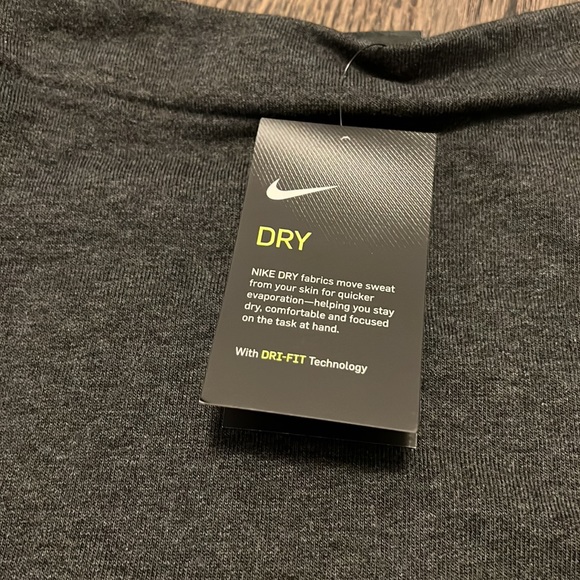 DRY
NIKE DRY fabrics move sweat
from your skin for quicker
evaporation—helping you stay
dry, comfortable and focused
on the task at hand.
With DRI-FIT Technology